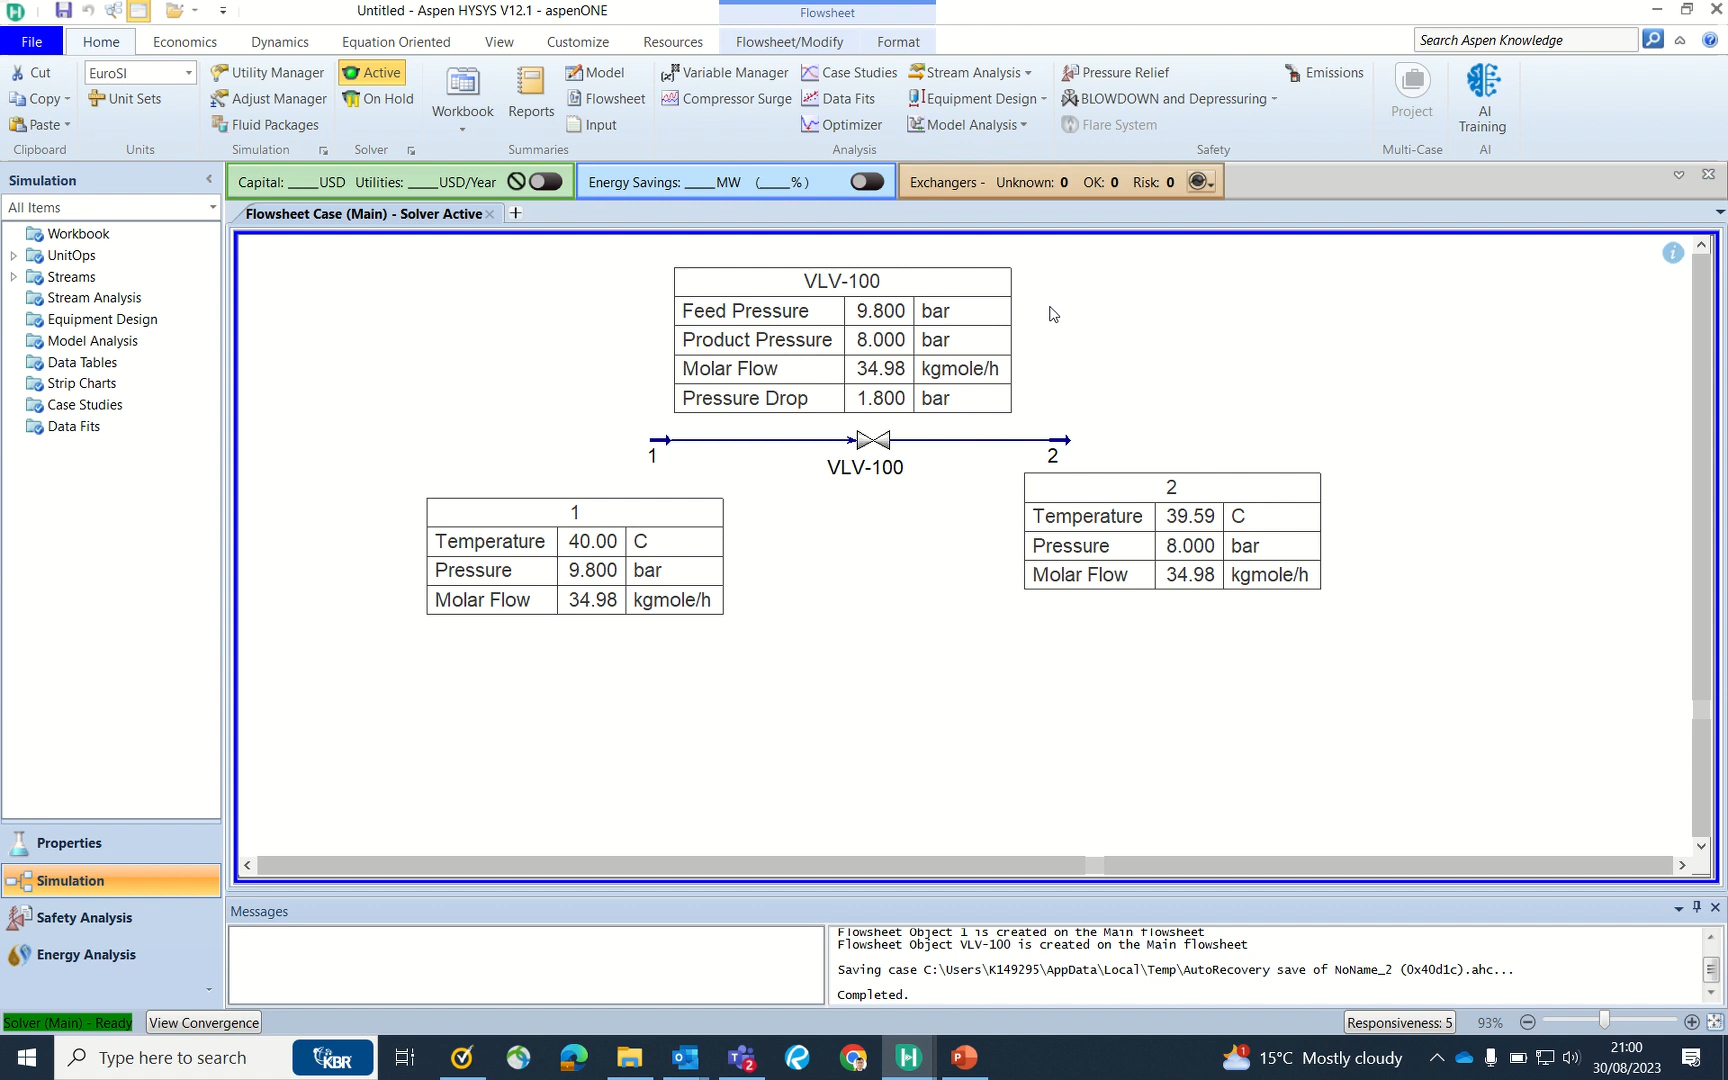 Untitled - Aspen HYSYS V12.1 - aspenONE
Flowsheet
File Home Economics Dynamics Equation Oriented View Customize Resources Flowsheet/Modify Format Search Aspen Knowledge
Cut EuroSI Utility Manager Active Model Variable Manager Case Studies Stream Analysis Pressure Relief Emissions
Copy Unit Sets Adjust Manager On Hold Workbook Reports Flowsheet Compressor Surge Data Fits Equipment Design BLOWDOWN and Depressuring Project AI Training
Paste Fluid Packages Input Optimizer Model Analysis Flare System
Clipboard Units Simulation Solver Summaries Analysis Safety Multi-Case AI
Simulation Capital: _____USD Utilities: _____USD/Year Energy Savings: _____MW (_____%) Exchangers - Unknown: 0 OK: 0 Risk: 0
All Items
Flowsheet Case (Main) - Solver Active
Workbook
UnitOps
Streams
Stream Analysis
Equipment Design
Model Analysis
Data Tables
Strip Charts
Case Studies
Data Fits
VLV-100
Feed Pressure 9.800 bar
Product Pressure 8.000 bar
Molar Flow 34.98 kgmole/h
Pressure Drop 1.800 bar
1
VLV-100
2
1
Temperature 40.00 C
Pressure 9.800 bar
Molar Flow 34.98 kgmole/h
2
Temperature 39.59 C
Pressure 8.000 bar
Molar Flow 34.98 kgmole/h
Properties
Simulation
Safety Analysis
Energy Analysis
Messages
Flowsheet Object 1 is created on the Main flowsheet
Flowsheet Object VLV-100 is created on the Main flowsheet
Saving case C:\Users\K149295\AppData\Local\Temp\AutoRecovery save of NoName_2 (0x40d1c).ahc...
Completed.
Solver (Main) - Ready View Convergence Responsiveness: 5 93%
Type here to search KBR 15°C Mostly cloudy 21:00
30/08/2023